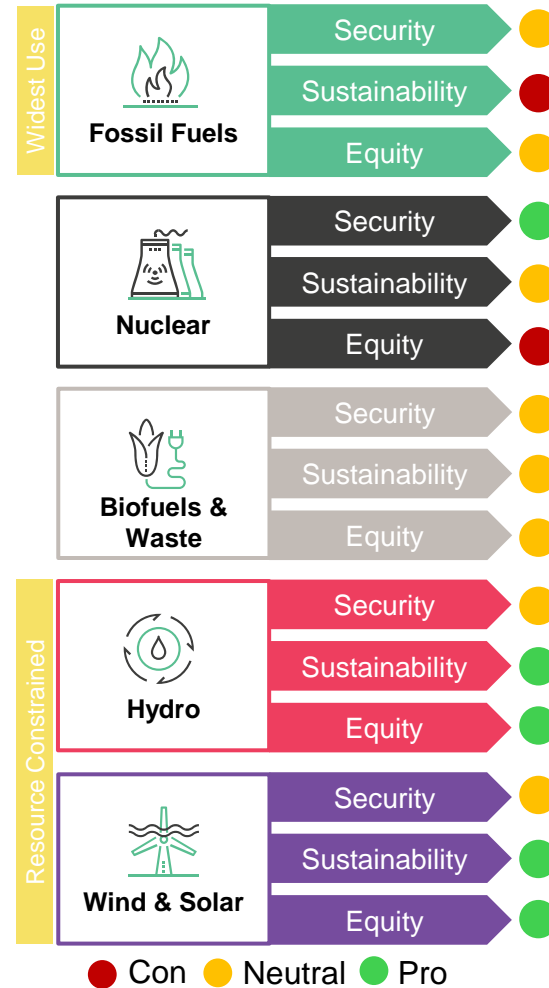 Widest Use
Fossil Fuels
Security
Sustainability
Equity
Nuclear
Security
Sustainability
Equity
Biofuels &
Waste
Security
Sustainability
Equity
Resource Constrained
Hydro
Security
Sustainability
Equity
Wind & Solar
Security
Sustainability
Equity
Con Neutral Pro